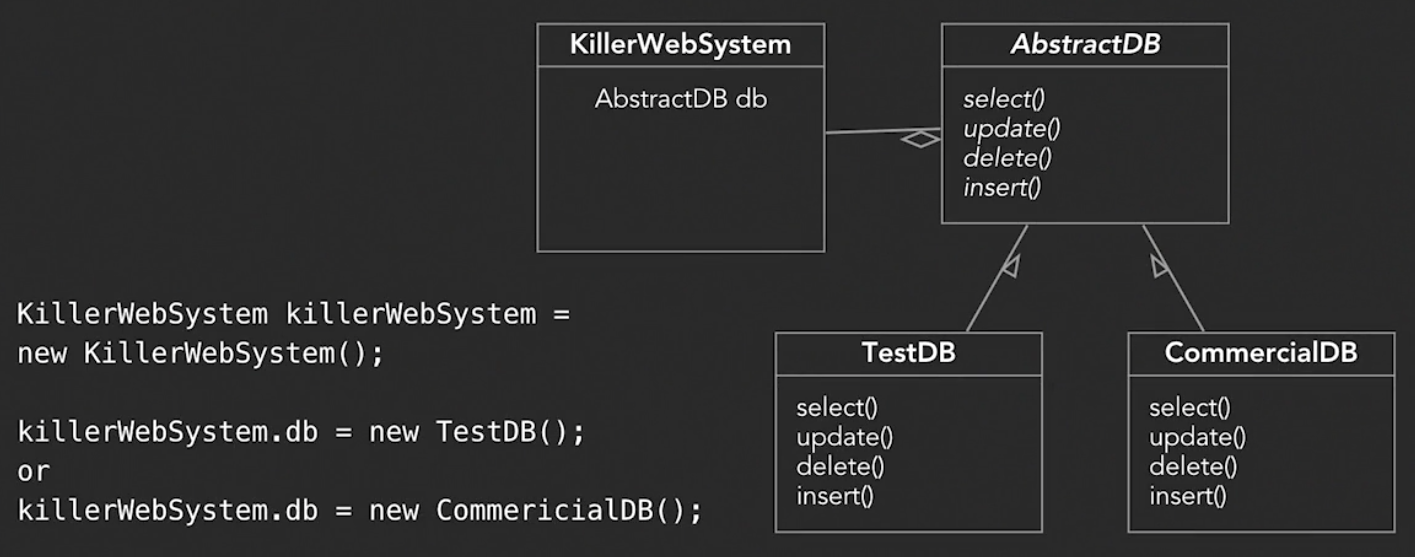 KillerWebSystem
AbstractDB db
AbstractDB
select()
update()
delete()
insert()
KillerWebSystem killerWebSystem =
new KillerWebSystem();
killerWebSystem.db = new TestDB();
or
killerWebSystem.db = new CommericialDB();
TestDB
select()
update()
delete()
insert()
CommercialDB
select()
update()
delete()
insert()